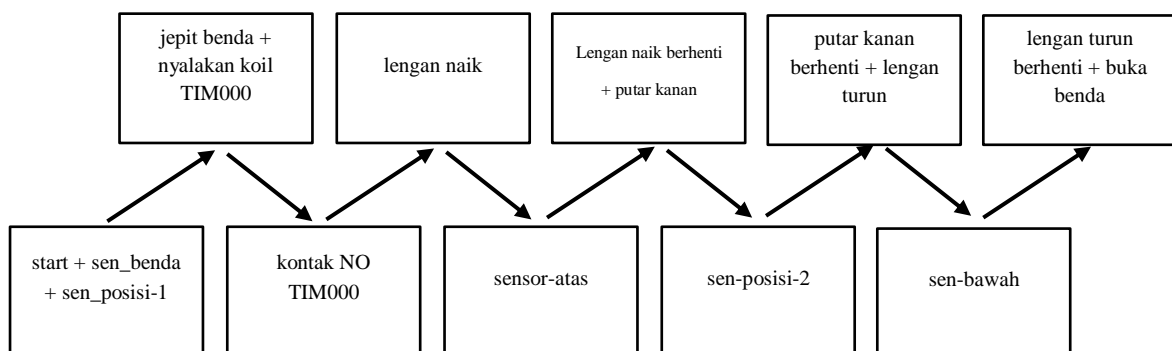 jepit benda +
nyalakan koil
TIM000
lengan naik
Lengan naik berhenti
+ putar kanan
putar kanan
berhenti + lengan
turun
lengan turun
berhenti + buka
benda
start + sen_benda
+ sen_posisi-1
kontak NO
TIM000
sensor-atas
sen-posisi-2
sen-bawah